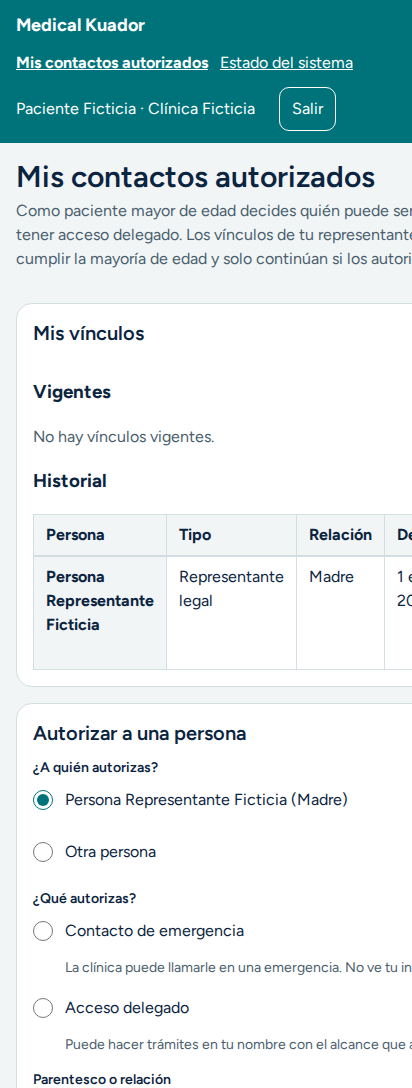 Medical Kuador
Mis contactos autorizados Estado del sistema
Paciente Ficticia · Clínica Ficticia Salir
Mis contactos autorizados
Como paciente mayor de edad decides quién puede ser
tener acceso delegado. Los vínculos de tu representante
cumplir la mayoría de edad y solo continúan si los autori
Mis vínculos
Vigentes
No hay vínculos vigentes.
Historial
Persona Tipo Relación De
Persona Representante Madre 1 e
Representante legal 20
Ficticia
Autorizar a una persona
¿A quién autorizas?
Persona Representante Ficticia (Madre)
Otra persona
¿Qué autorizas?
Contacto de emergencia
La clínica puede llamarle en una emergencia. No ve tu in
Acceso delegado
Puede hacer trámites en tu nombre con el alcance que a
Parentesco o relación